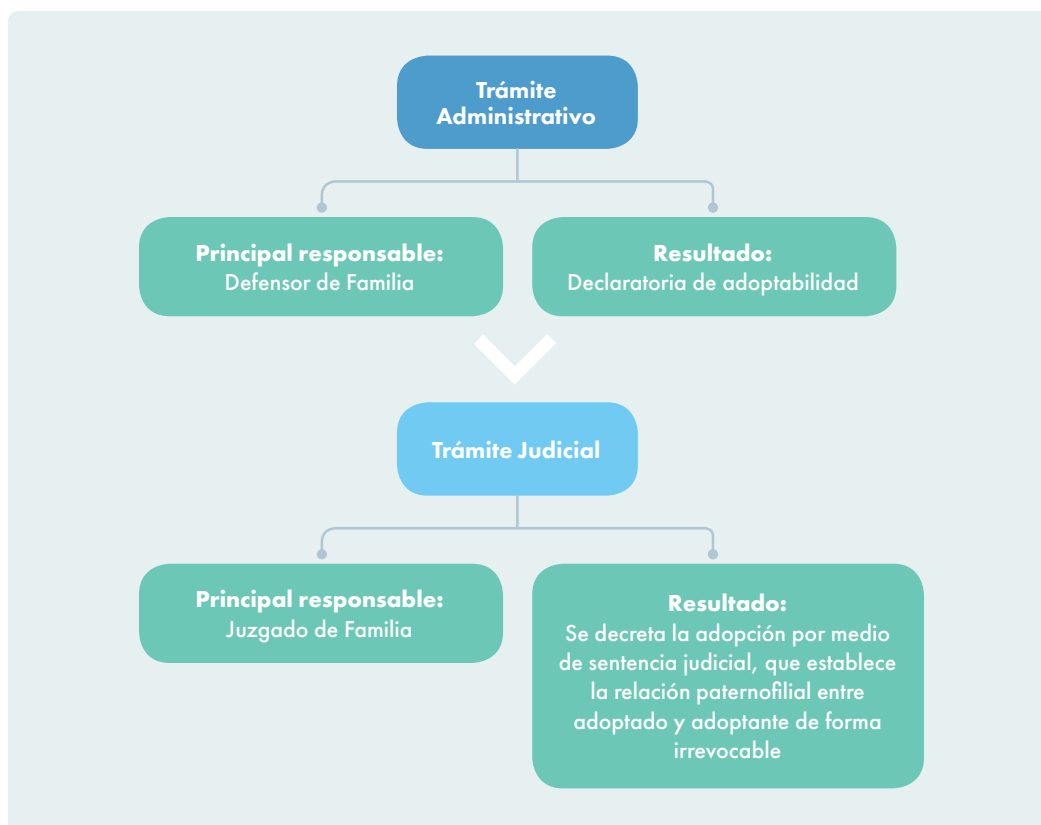 Trámite
Administrativo
Principal responsable:
Defensor de Familia
Resultado:
Declaratoria de adoptabilidad
Trámite Judicial
Principal responsable:
Juzgado de Familia
Resultado:
Se decreta la adopción por medio
de sentencia judicial, que establece
la relación paternofilial entre
adoptado y adoptante de forma
irrevocable